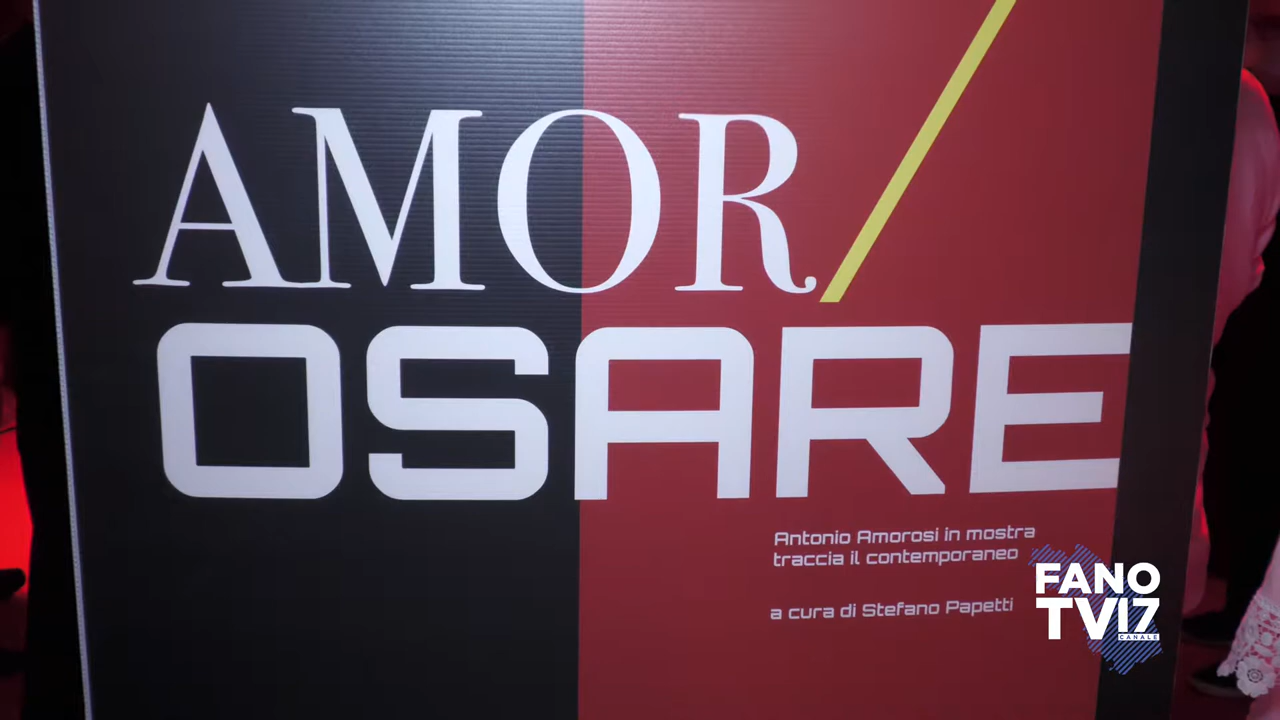 AMOR/
OSARE
Antonio Amorosi in mostra
traccia il contemporaneo
a cura di Stefano Papetti
FANO
TV17
CANALE